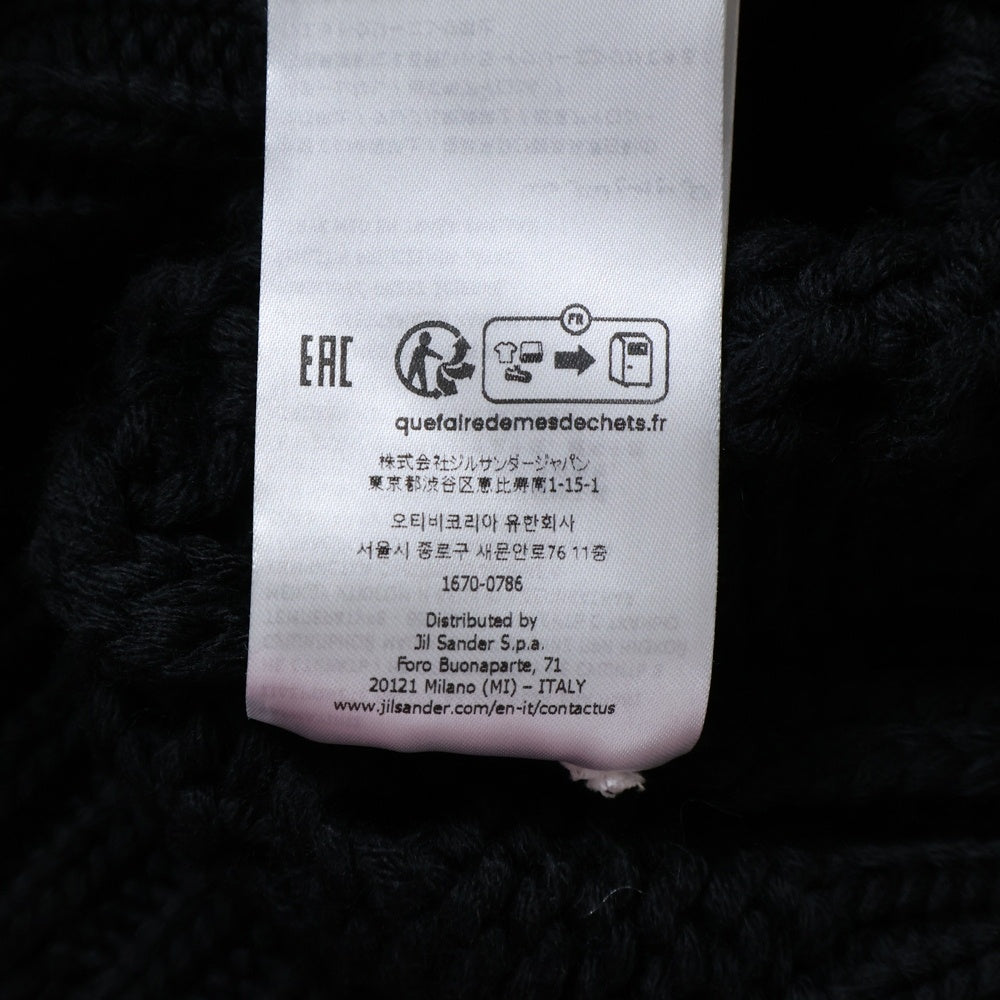 FR
EAC
quefairedemesdechets.fr
株式会社ジルサンダージャパン
東京都渋谷区恵比寿南1-15-1
오티비코리아 유한회사
서울시 종로구 새문안로76 11층
1670-0786
Distributed by
Jil Sander S.p.a.
Foro Buonaparte, 71
20121 Milano (MI) – ITALY
www.jilsander.com/en-it/contactus